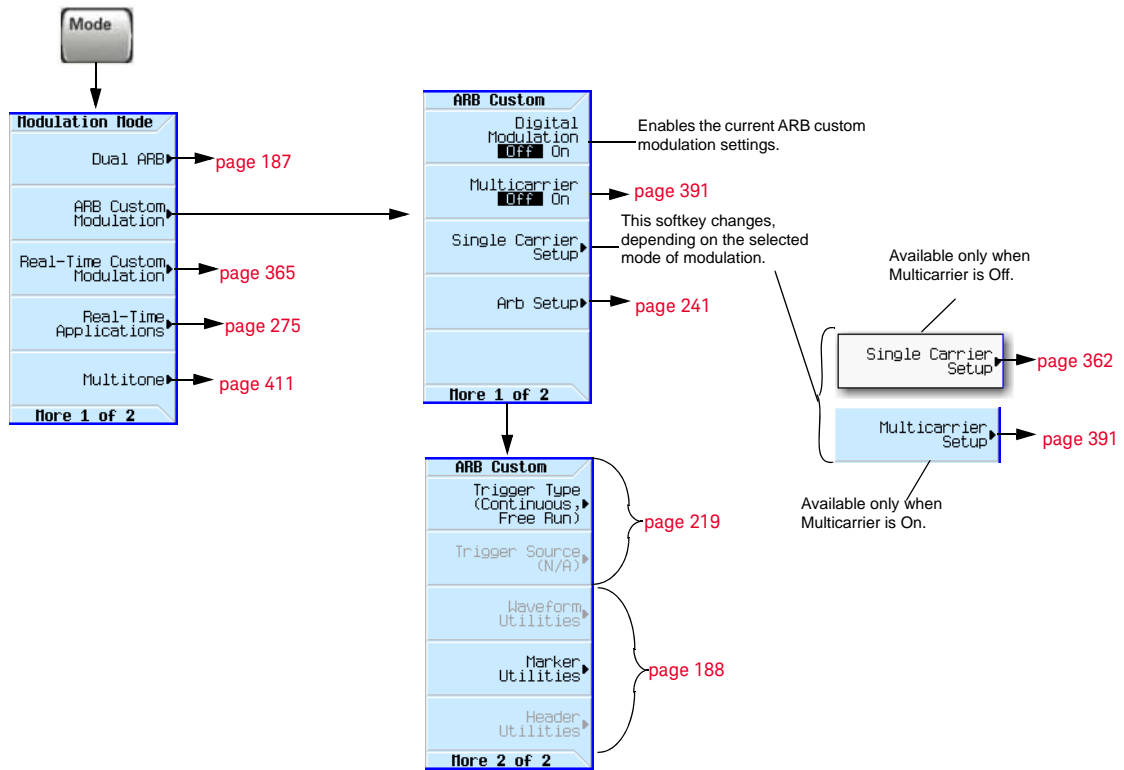 Mode
Modulation Mode
Dual ARB
page 187
ARB Custom
Modulation
Real-Time Custom
Modulation
page 365
Real-Time
Applications
page 275
Multitone
page 411
More 1 of 2
ARB Custom
Digital
Modulation
Off On
Enables the current ARB custom
modulation settings.
Multicarrier
Off On
page 391
Single Carrier
Setup
This softkey changes,
depending on the selected
mode of modulation.
Arb Setup
page 241
More 1 of 2
Available only when
Multicarrier is Off.
Single Carrier
Setup
page 362
Multicarrier
Setup
page 391
Available only when
Multicarrier is On.
ARB Custom
Trigger Type
(Continuous,
Free Run)
Trigger Source
(N/A)
page 219
Waveform
Utilities
Marker
Utilities
Header
Utilities
page 188
More 2 of 2